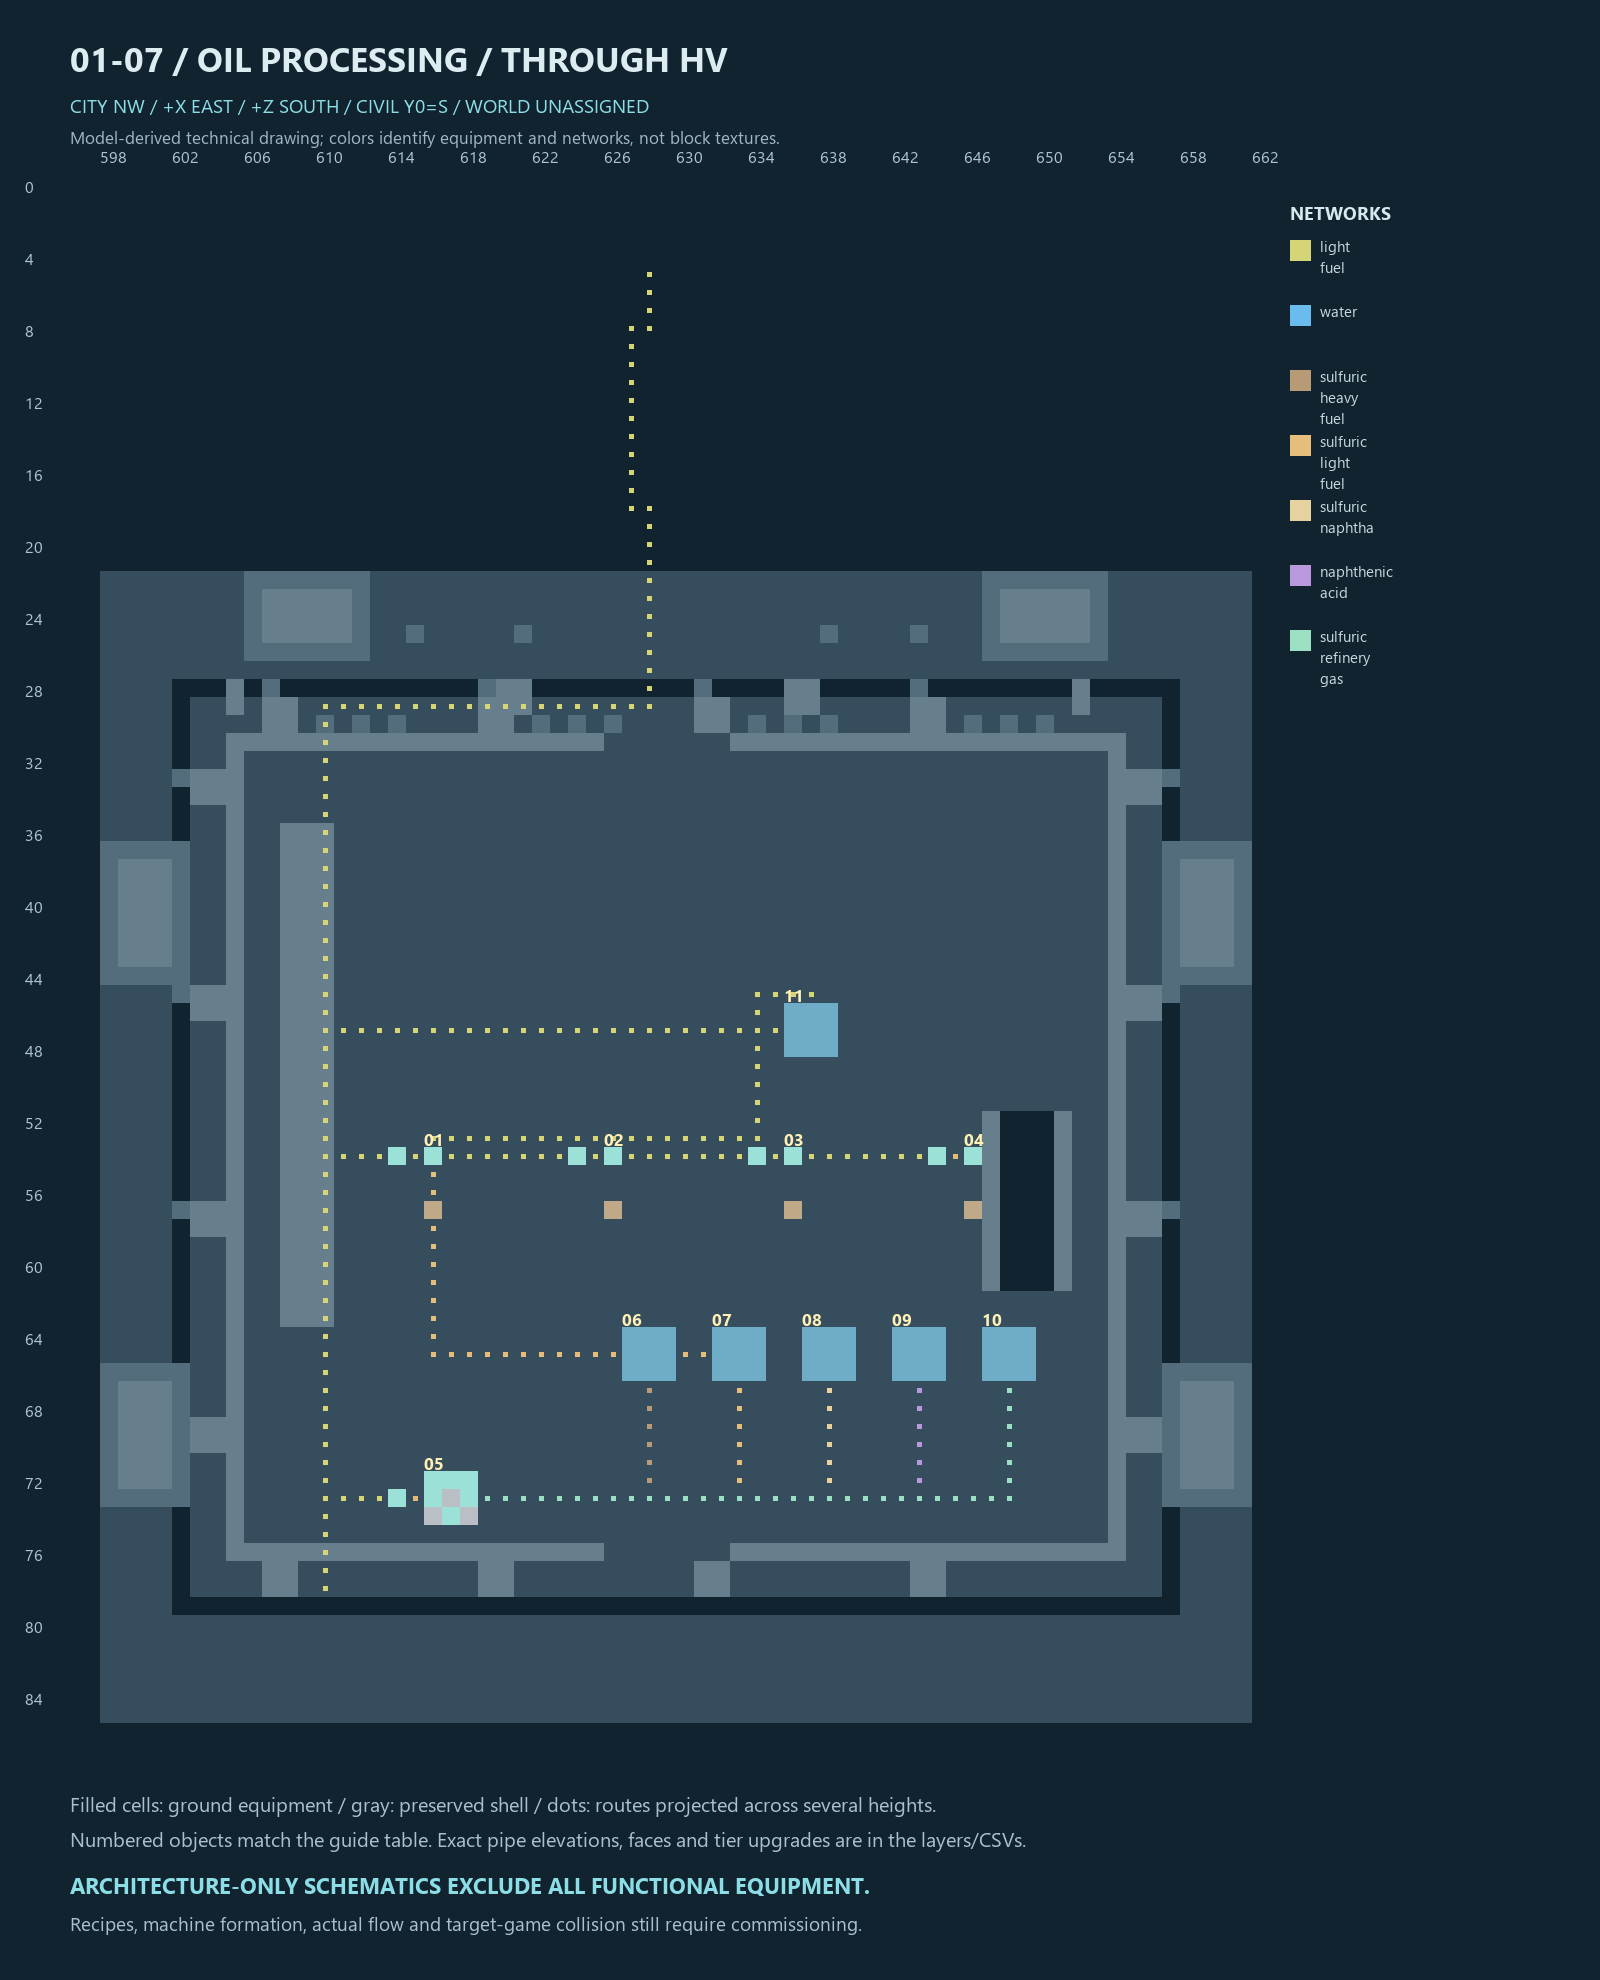 01-07 / OIL PROCESSING / THROUGH HV
CITY NW / +X EAST / +Z SOUTH / CIVIL Y0=S / WORLD UNASSIGNED
Model-derived technical drawing; colors identify equipment and networks, not block textures.
598 602 606 610 614 618 622 626 630 634 638 642 646 650 654 658 662
0
4
8
12
16
20
24
28
32
36
40
44
48
52
56
60
64
68
72
76
80
84
NETWORKS
light
fuel
water
sulfuric
heavy
fuel
sulfuric
light
fuel
sulfuric
naphtha
naphthenic
acid
sulfuric
refinery
gas
11
01 02 03 04
06 07 08 09 10
05
Filled cells: ground equipment / gray: preserved shell / dots: routes projected across several heights.
Numbered objects match the guide table. Exact pipe elevations, faces and tier upgrades are in the layers/CSVs.
ARCHITECTURE-ONLY SCHEMATICS EXCLUDE ALL FUNCTIONAL EQUIPMENT.
Recipes, machine formation, actual flow and target-game collision still require commissioning.